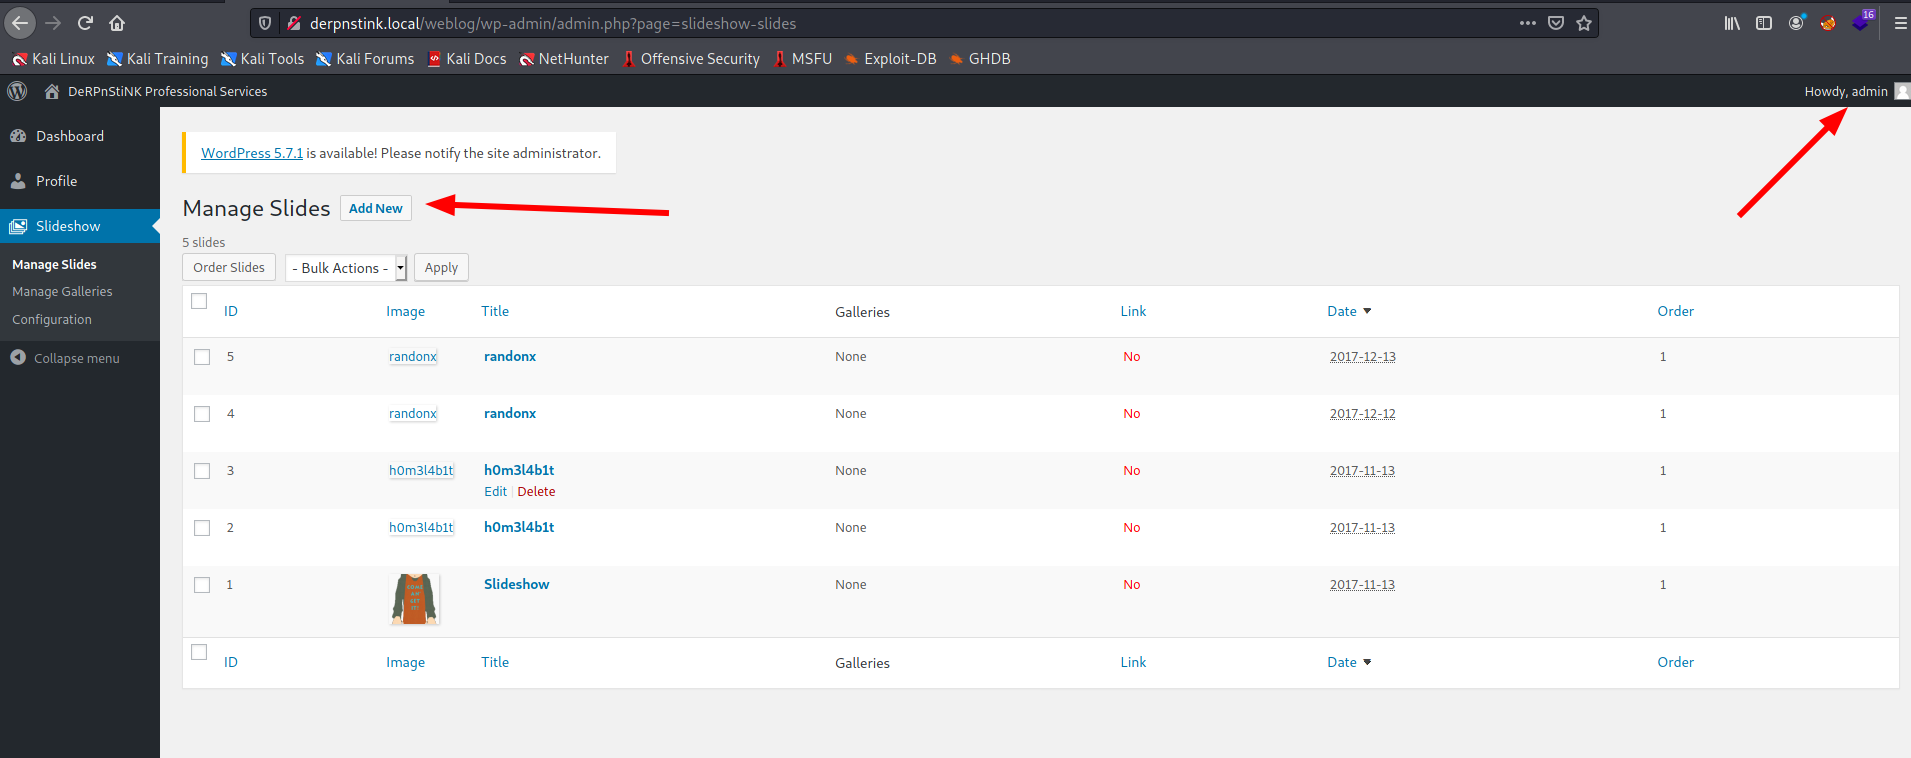 derpnstink.local/weblog/wp-admin/admin.php?page=slideshow-slides
16
Kali Linux Kali Training Kali Tools Kali Forums Kali Docs NetHunter Offensive Security MSFU Exploit-DB GHDB
DeRPnStiNK Professional Services Howdy, admin
Dashboard
Profile
Slideshow
Manage Slides
Manage Galleries
Configuration
Collapse menu
WordPress 5.7.1 is available! Please notify the site administrator.
Manage Slides Add New
5 slides
Order Slides - Bulk Actions - Apply
ID Image Title Galleries Link Date Order
5 randonx randonx None No 2017-12-13 1
4 randonx randonx None No 2017-12-12 1
3 h0m3l4b1t h0m3l4b1t None No 2017-11-13 1
Edit | Delete
2 h0m3l4b1t h0m3l4b1t None No 2017-11-13 1
1 Slideshow None No 2017-11-13 1
ID Image Title Galleries Link Date Order